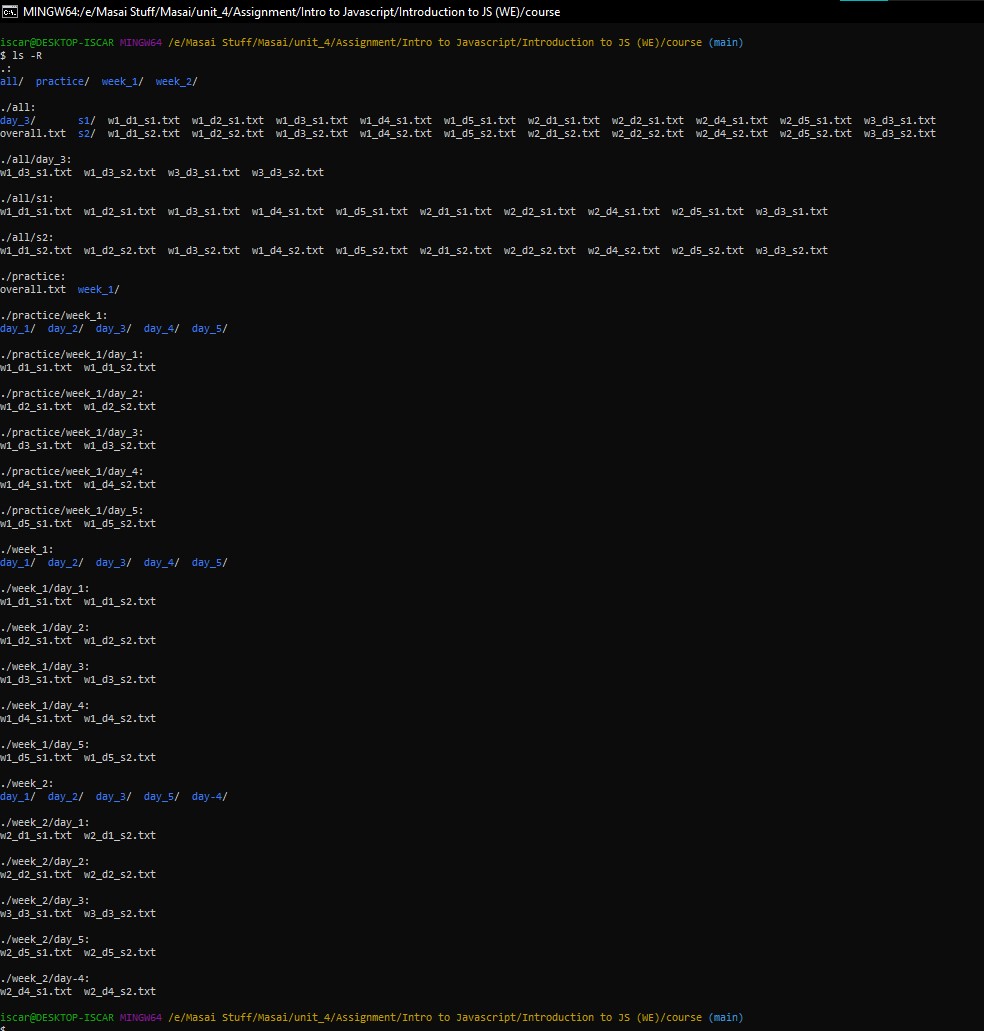 MINGW64:/e/Masai Stuff/Masai/unit_4/Assignment/Intro to Javascript/Introduction to JS (WE)/course
iscar@DESKTOP-ISCAR MINGW64 /e/Masai Stuff/Masai/unit_4/Assignment/Intro to Javascript/Introduction to JS (WE)/course (main)
$ ls -R
.:
all/  practice/  week_1/  week_2/
./all:
day_3/       s1/  w1_d1_s1.txt  w1_d2_s1.txt  w1_d3_s1.txt  w1_d4_s1.txt  w1_d5_s1.txt  w2_d1_s1.txt  w2_d2_s1.txt  w2_d4_s1.txt  w2_d5_s1.txt  w3_d3_s1.txt
overall.txt  s2/  w1_d1_s2.txt  w1_d2_s2.txt  w1_d3_s2.txt  w1_d4_s2.txt  w1_d5_s2.txt  w2_d1_s2.txt  w2_d2_s2.txt  w2_d4_s2.txt  w2_d5_s2.txt  w3_d3_s2.txt
./all/day_3:
w1_d3_s1.txt  w1_d3_s2.txt  w3_d3_s1.txt  w3_d3_s2.txt
./all/s1:
w1_d1_s1.txt  w1_d2_s1.txt  w1_d3_s1.txt  w1_d4_s1.txt  w1_d5_s1.txt  w2_d1_s1.txt  w2_d2_s1.txt  w2_d4_s1.txt  w2_d5_s1.txt  w3_d3_s1.txt
./all/s2:
w1_d1_s2.txt  w1_d2_s2.txt  w1_d3_s2.txt  w1_d4_s2.txt  w1_d5_s2.txt  w2_d1_s2.txt  w2_d2_s2.txt  w2_d4_s2.txt  w2_d5_s2.txt  w3_d3_s2.txt
./practice:
overall.txt  week_1/
./practice/week_1:
day_1/  day_2/  day_3/  day_4/  day_5/
./practice/week_1/day_1:
w1_d1_s1.txt  w1_d1_s2.txt
./practice/week_1/day_2:
w1_d2_s1.txt  w1_d2_s2.txt
./practice/week_1/day_3:
w1_d3_s1.txt  w1_d3_s2.txt
./practice/week_1/day_4:
w1_d4_s1.txt  w1_d4_s2.txt
./practice/week_1/day_5:
w1_d5_s1.txt  w1_d5_s2.txt
./week_1:
day_1/  day_2/  day_3/  day_4/  day_5/
./week_1/day_1:
w1_d1_s1.txt  w1_d1_s2.txt
./week_1/day_2:
w1_d2_s1.txt  w1_d2_s2.txt
./week_1/day_3:
w1_d3_s1.txt  w1_d3_s2.txt
./week_1/day_4:
w1_d4_s1.txt  w1_d4_s2.txt
./week_1/day_5:
w1_d5_s1.txt  w1_d5_s2.txt
./week_2:
day_1/  day_2/  day_3/  day_5/  day-4/
./week_2/day_1:
w2_d1_s1.txt  w2_d1_s2.txt
./week_2/day_2:
w2_d2_s1.txt  w2_d2_s2.txt
./week_2/day_3:
w3_d3_s1.txt  w3_d3_s2.txt
./week_2/day_5:
w2_d5_s1.txt  w2_d5_s2.txt
./week_2/day-4:
w2_d4_s1.txt  w2_d4_s2.txt
iscar@DESKTOP-ISCAR MINGW64 /e/Masai Stuff/Masai/unit_4/Assignment/Intro to Javascript/Introduction to JS (WE)/course (main)
$